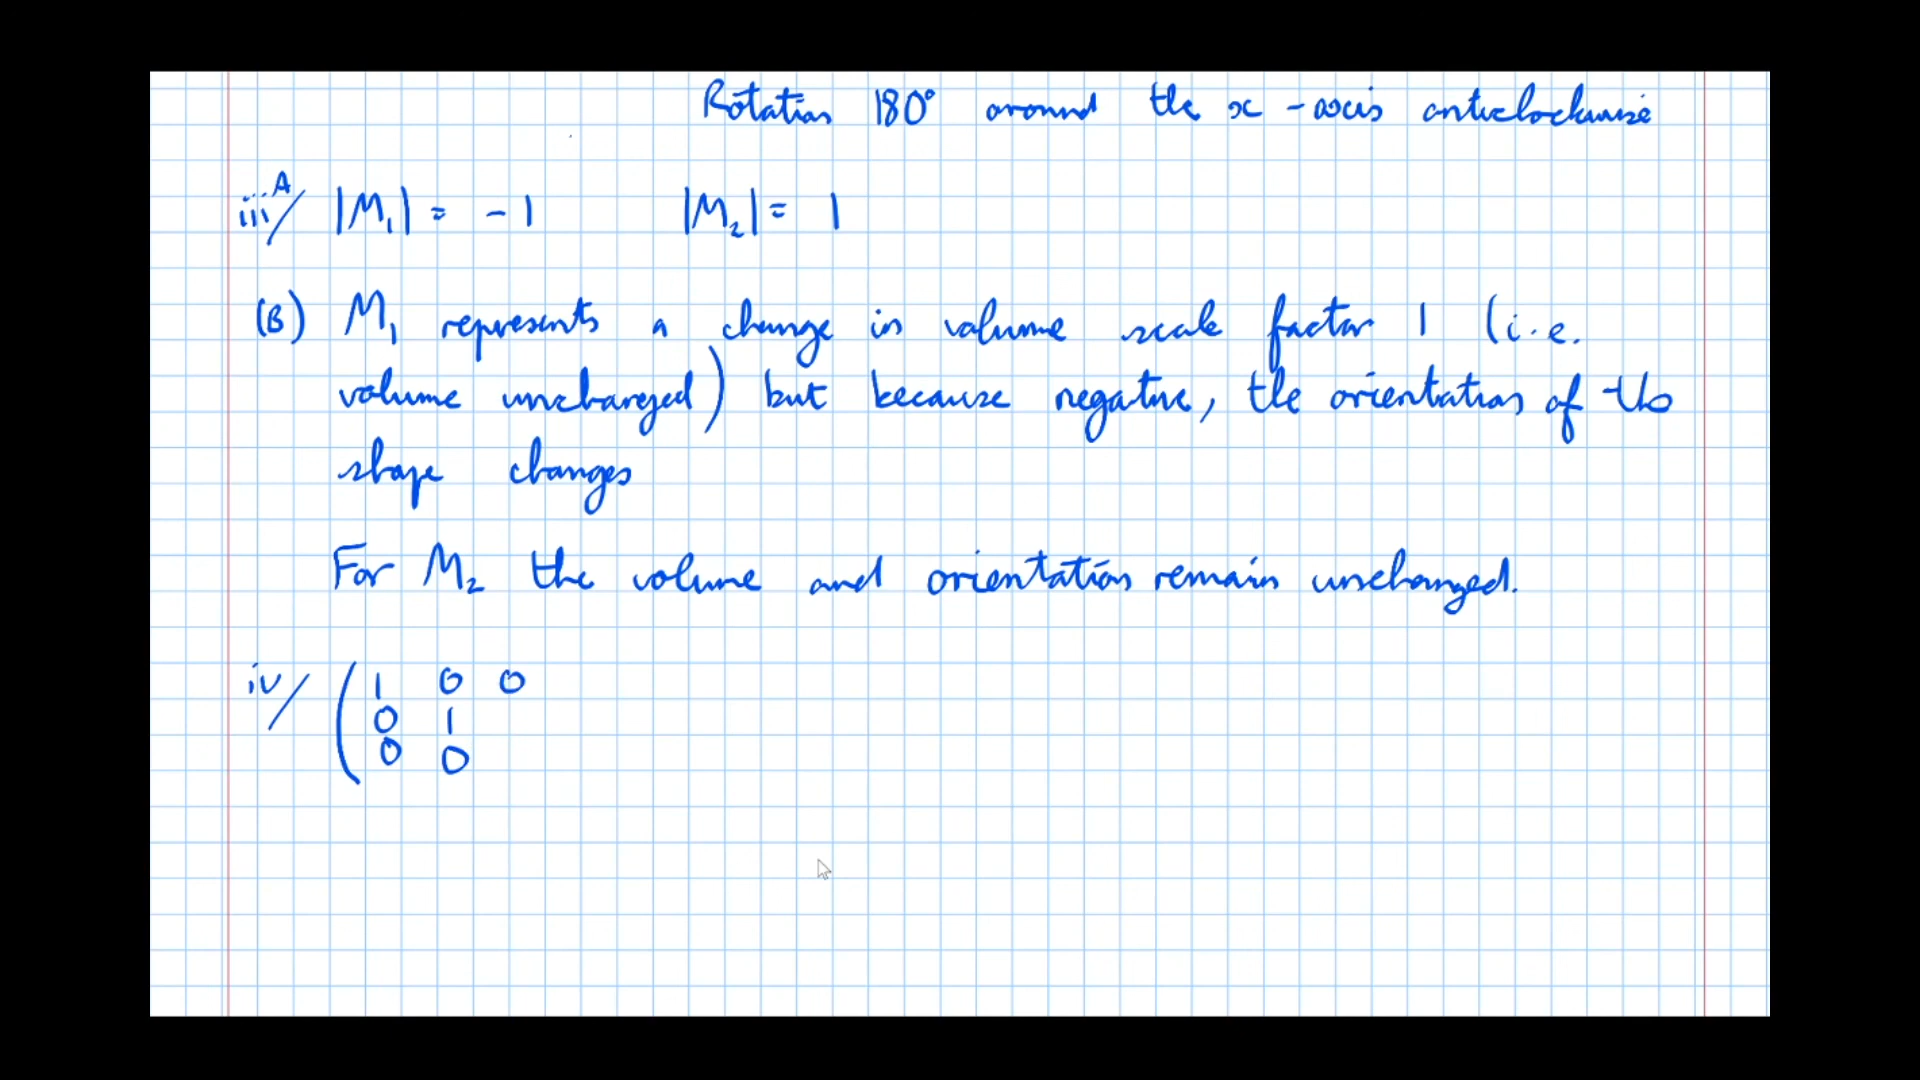 Rotation 180° around the x-axis anticlockwise
iii A/ |M₁| = -1 |M₂| = 1
(B) M₁ represents a change in volume scale factor 1 (i.e.
volume unchanged) but because negative, the orientation of the
shape changes
For M₂ the volume and orientation remain unchanged.
iv/ ( 1 0 0
0 1
0 0